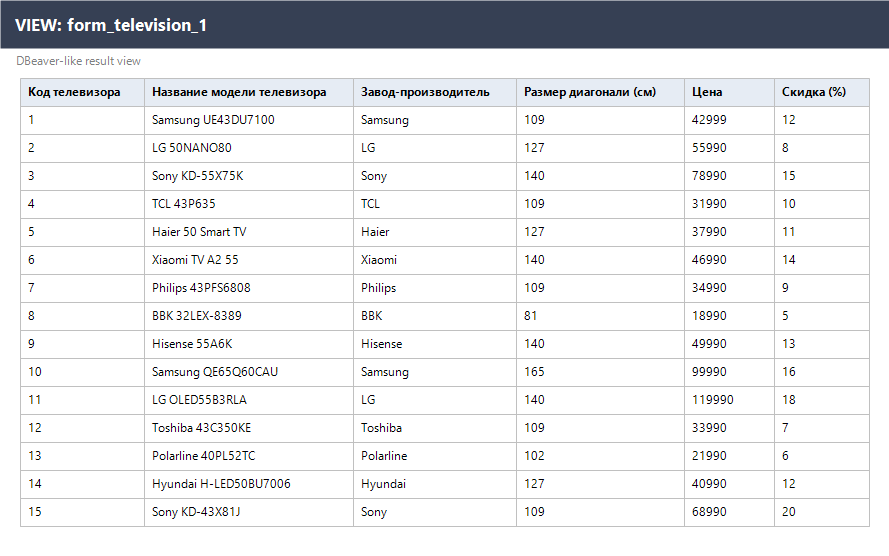 VIEW: form_television_1
DBeaver-like result view
Код телевизора Название модели телевизора Завод-производитель Размер диагонали (см) Цена Скидка (%)
1 Samsung UE43DU7100 Samsung 109 42999 12
2 LG 50NANO80 LG 127 55990 8
3 Sony KD-55X75K Sony 140 78990 15
4 TCL 43P635 TCL 109 31990 10
5 Haier 50 Smart TV Haier 127 37990 11
6 Xiaomi TV A2 55 Xiaomi 140 46990 14
7 Philips 43PFS6808 Philips 109 34990 9
8 BBK 32LEX-8389 BBK 81 18990 5
9 Hisense 55A6K Hisense 140 49990 13
10 Samsung QE65Q60CAU Samsung 165 99990 16
11 LG OLED55B3RLA LG 140 119990 18
12 Toshiba 43C350KE Toshiba 109 33990 7
13 Polarline 40PL52TC Polarline 102 21990 6
14 Hyundai H-LED50BU7006 Hyundai 127 40990 12
15 Sony KD-43X81J Sony 109 68990 20